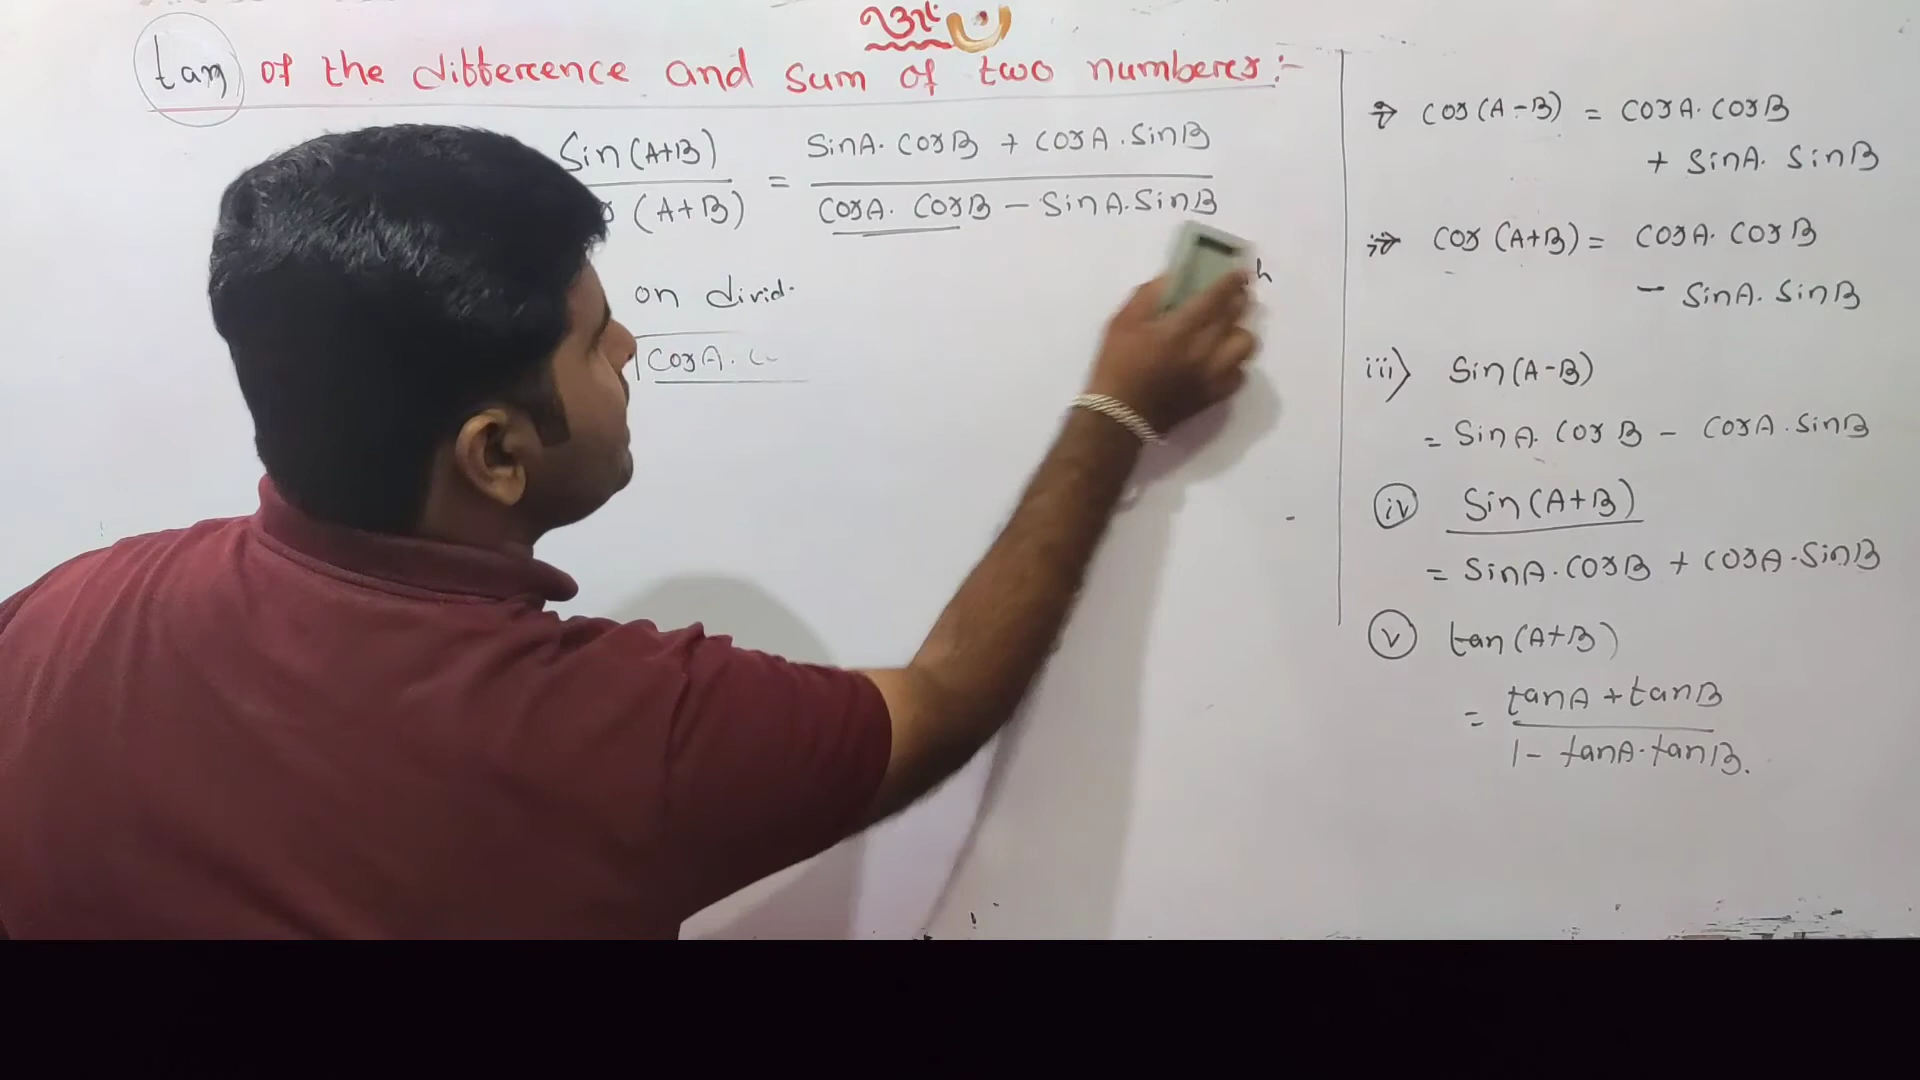 tan of the difference and sum of two numbers :-
Sin(A+B) / (A+B) = SinA. CosB + CosA. SinB / CosA. CosB - SinA. SinB
on divid
CosA.
i) Cos(A-B) = CosA. CosB
+ SinA. SinB
ii) Cos(A+B) = CosA. CosB
- SinA. SinB
iii) Sin(A-B)
= SinA. CosB - CosA. SinB
iv) Sin(A+B)
= SinA. CosB + CosA. SinB
v) tan(A+B)
= tanA + tanB / 1 - tanA. tanB.